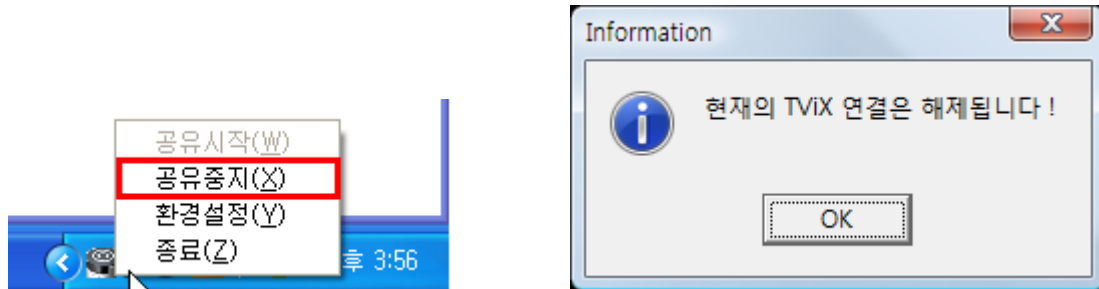 공유시작(W)
공유중지(X)
환경설정(Y)
종료(Z)
후 3:56
Information
현재의 TViX 연결은 해제됩니다 !
OK